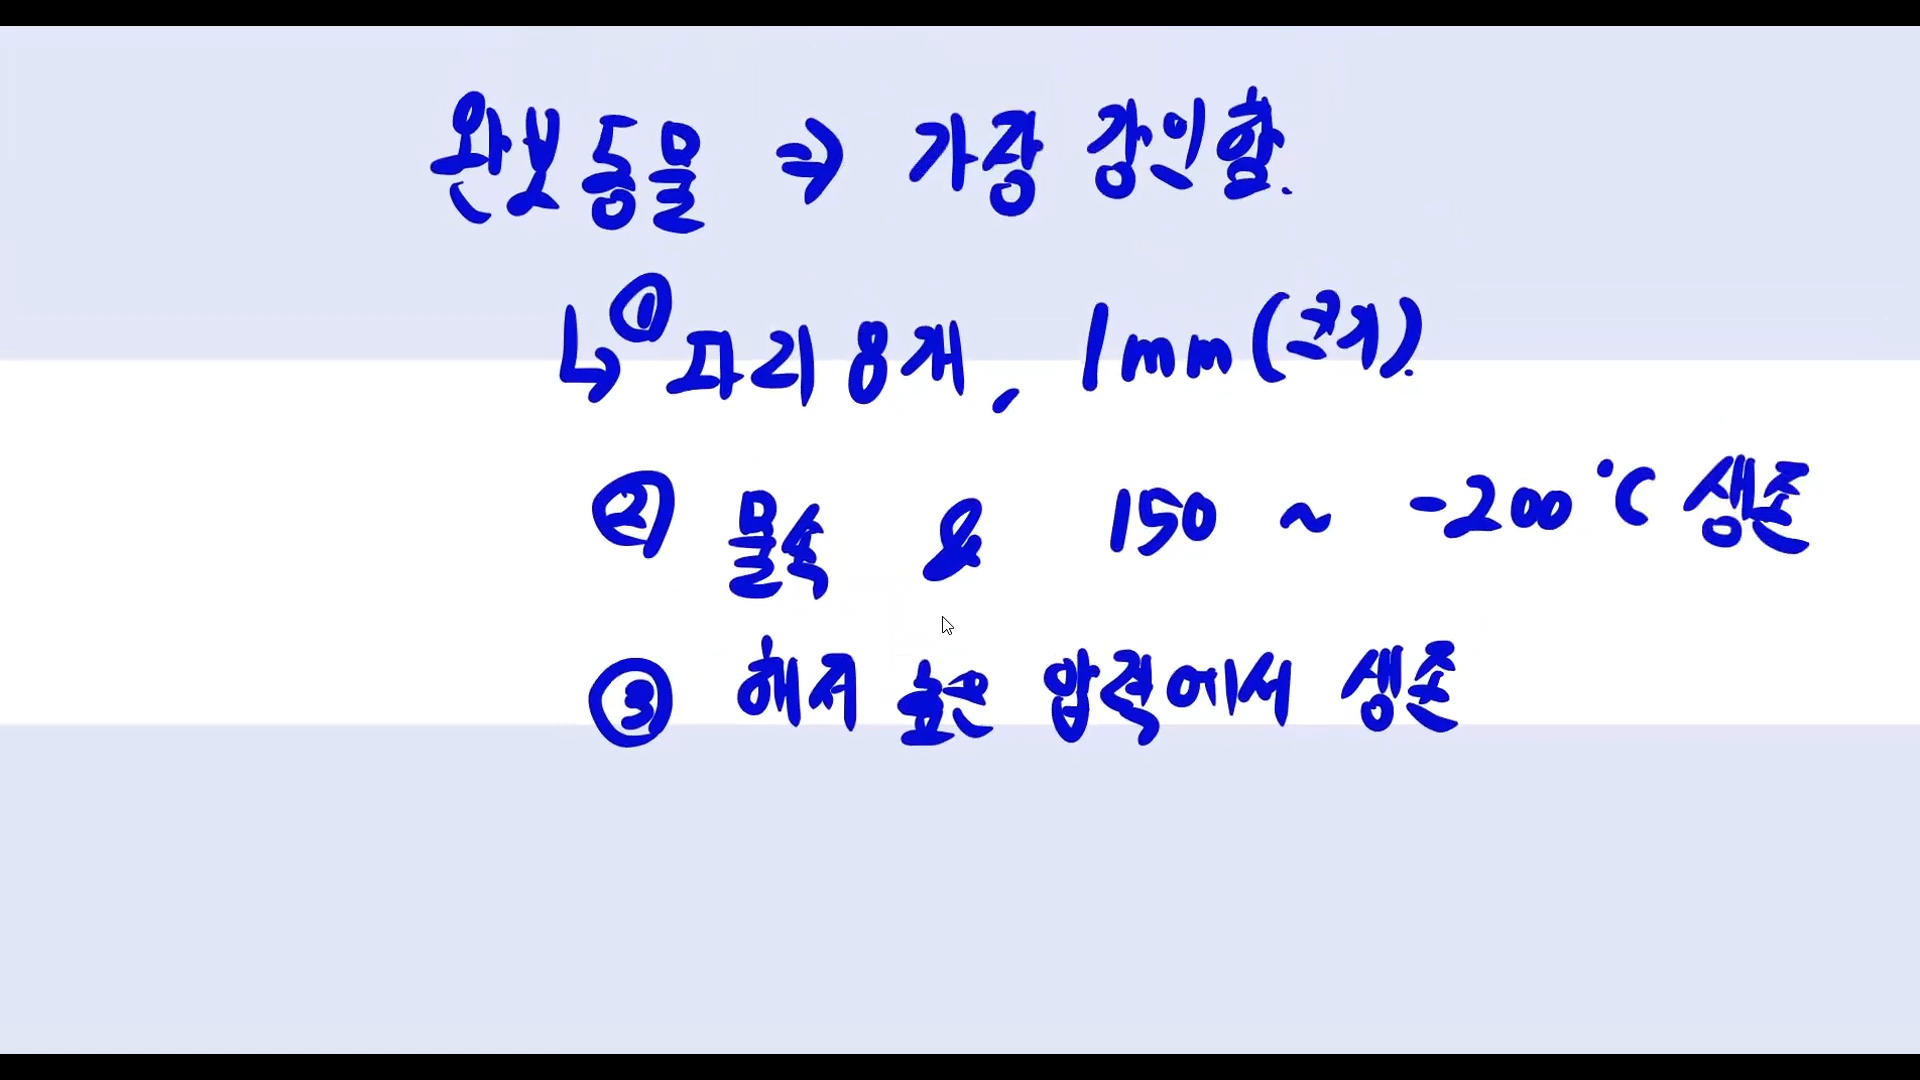 완보동물 ⇒ 가장 강인함.
↳ ① 다리 8개, 1mm(크기).
② 물속 & 150 ~ -200°C 생존
③ 해저 높은 압력에서 생존